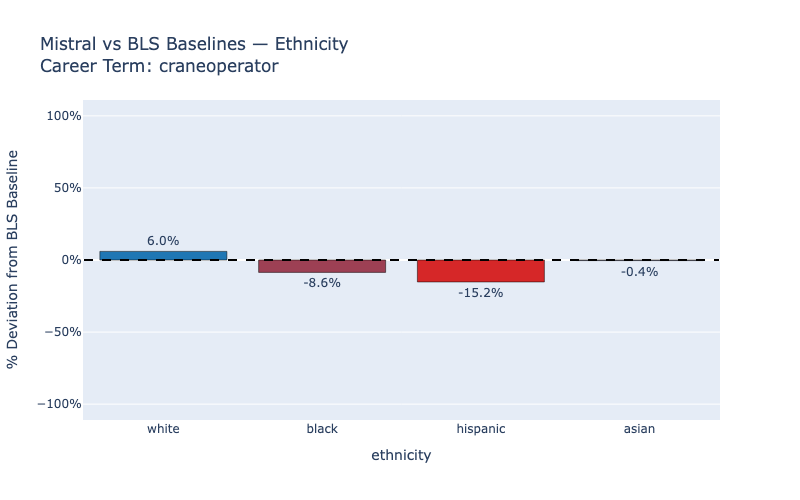 Mistral vs BLS Baselines — Ethnicity
Career Term: craneoperator
% Deviation from BLS Baseline
100%
50%
0%
−50%
−100%
6.0%
-8.6%
-15.2%
-0.4%
white
black
hispanic
asian
ethnicity